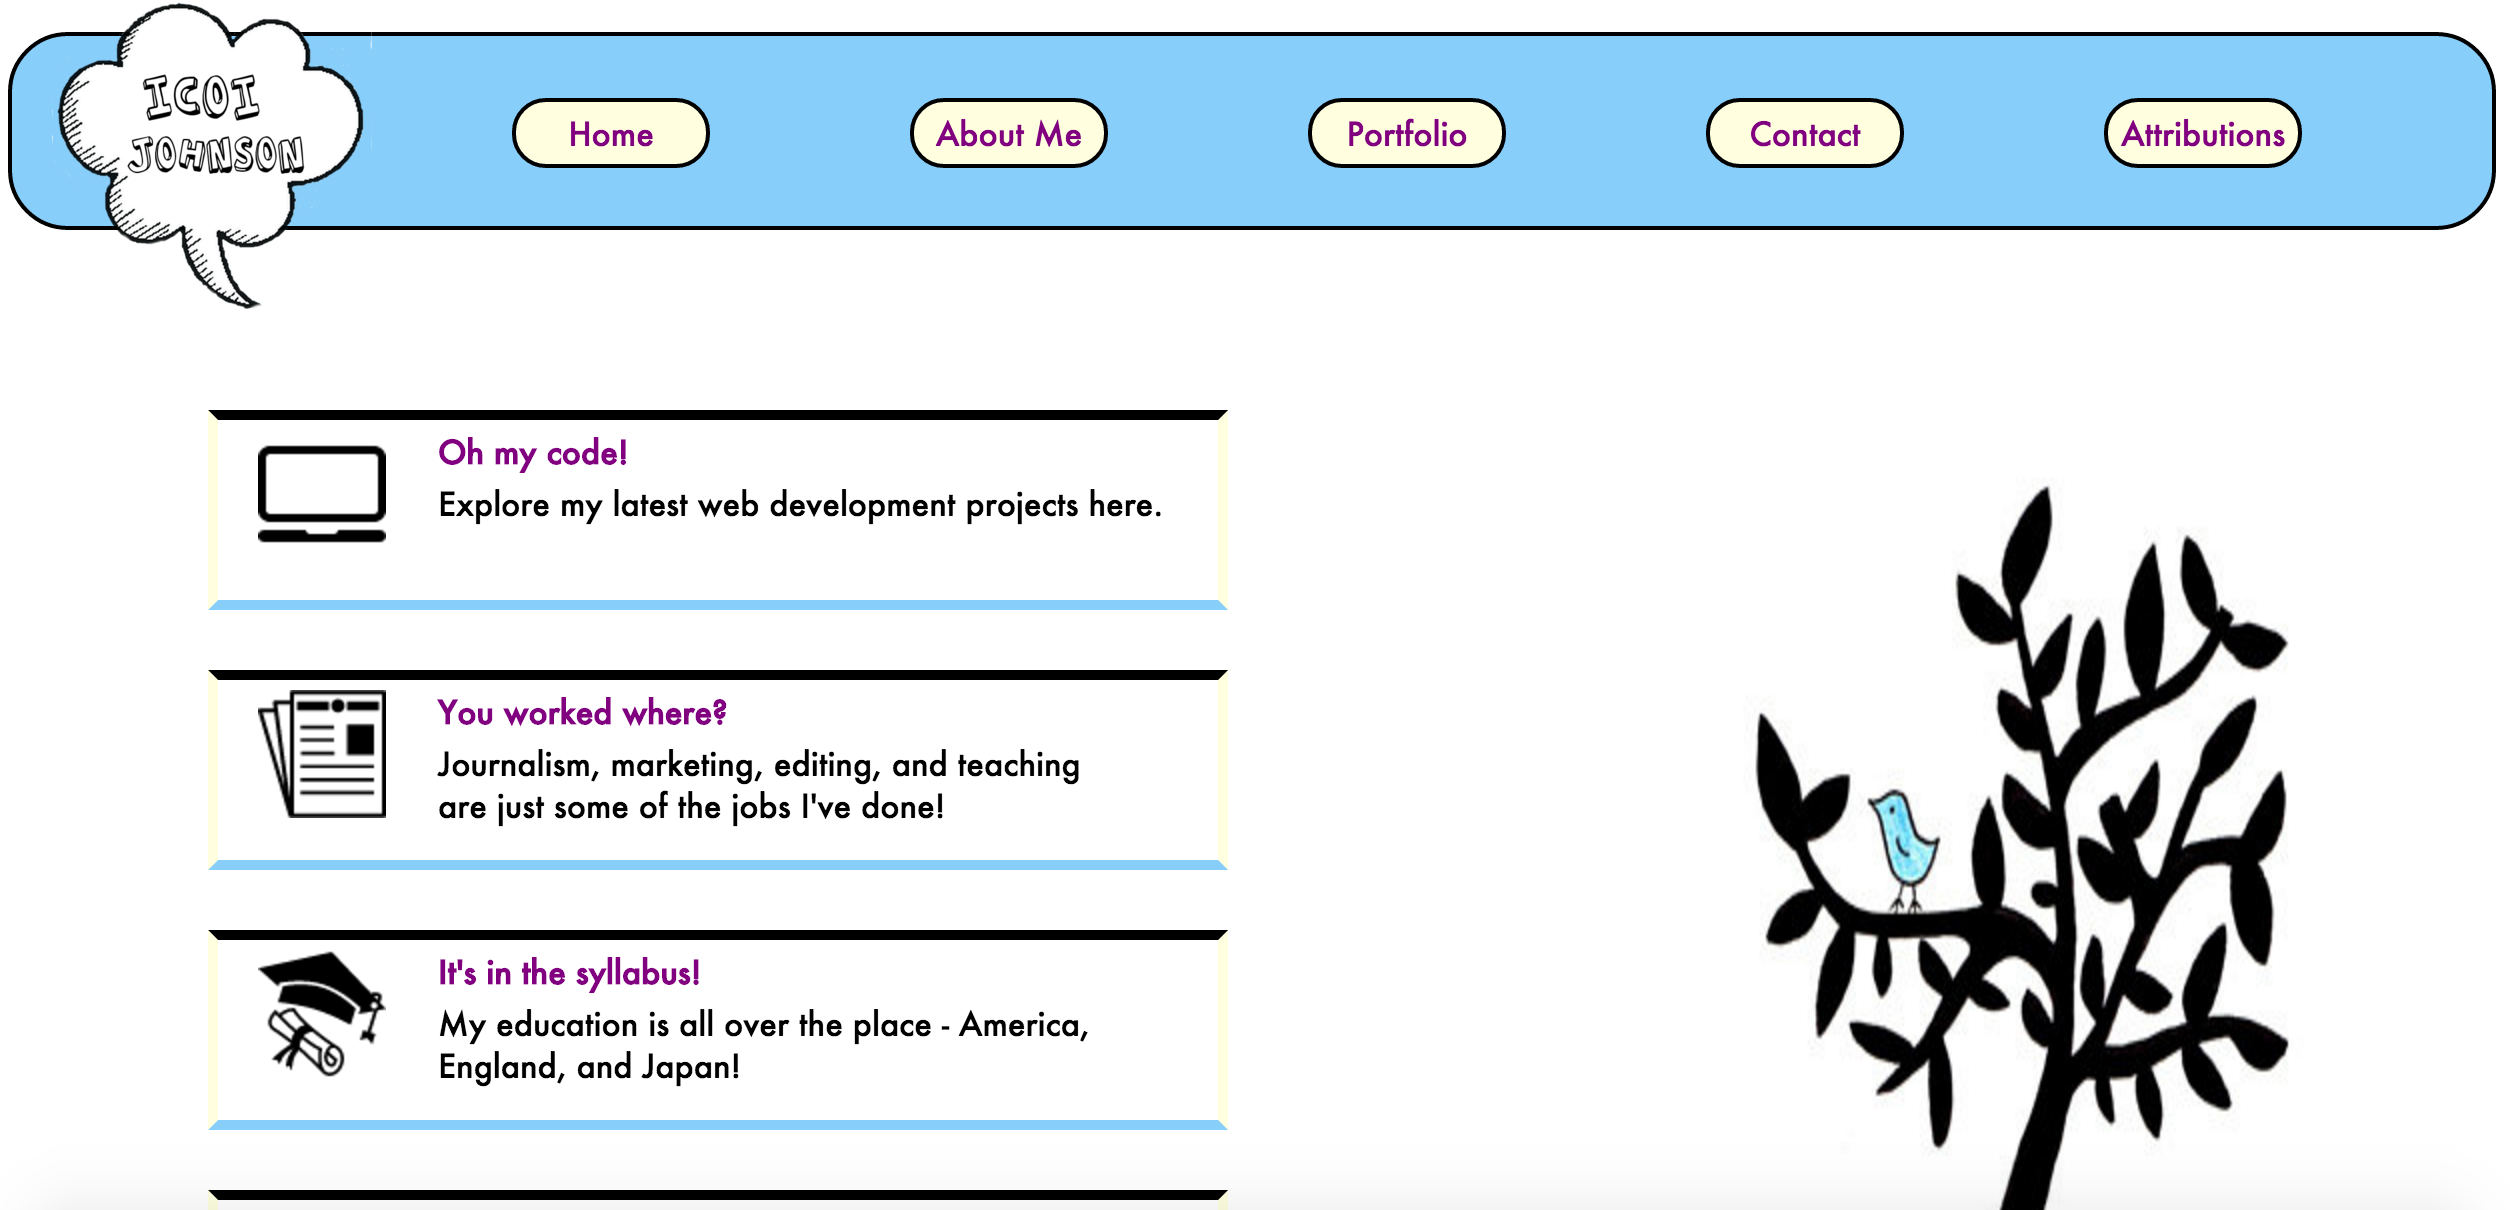 ICOI
JOHNSON
Home
About Me
Portfolio
Contact
Attributions
Oh my code!
Explore my latest web development projects here.
You worked where?
Journalism, marketing, editing, and teaching
are just some of the jobs I've done!
It's in the syllabus!
My education is all over the place - America,
England, and Japan!